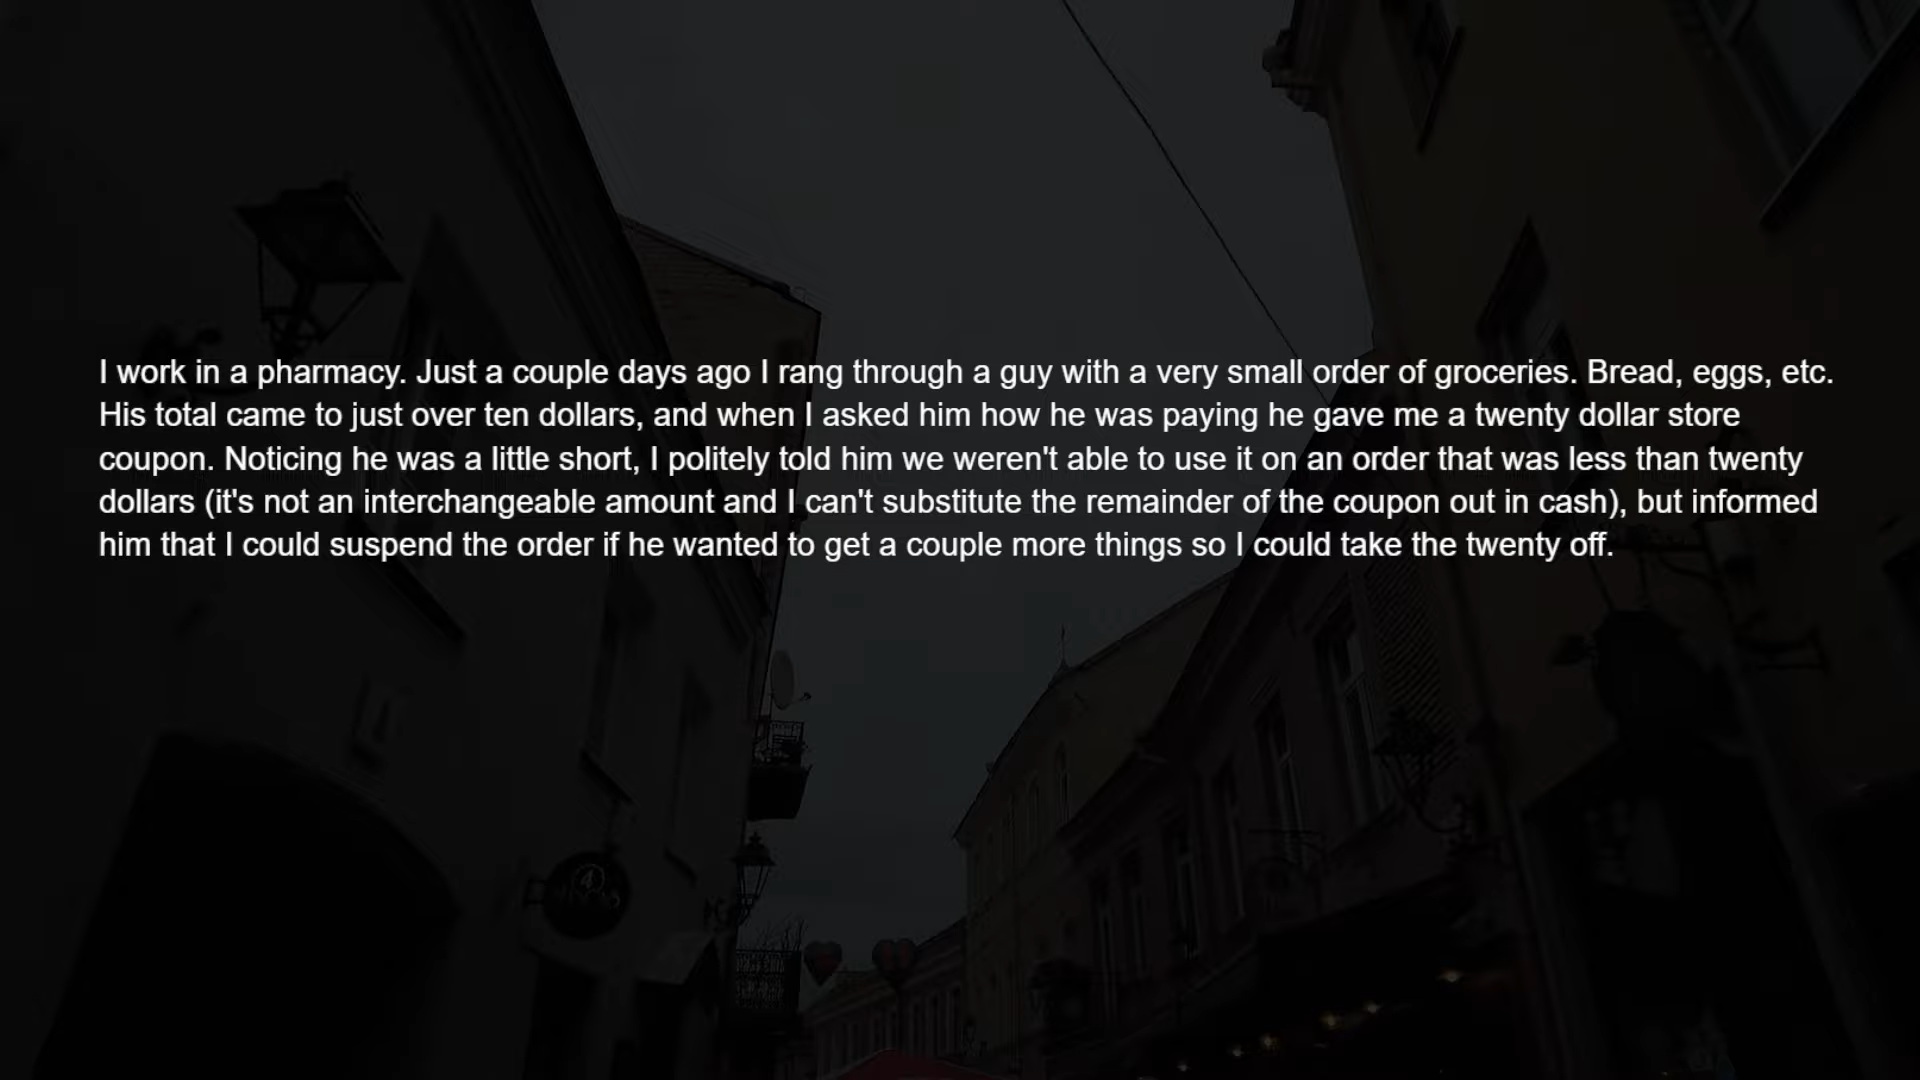 I work in a pharmacy. Just a couple days ago I rang through a guy with a very small order of groceries. Bread, eggs, etc.
His total came to just over ten dollars, and when I asked him how he was paying he gave me a twenty dollar store
coupon. Noticing he was a little short, I politely told him we weren't able to use it on an order that was less than twenty
dollars (it's not an interchangeable amount and I can't substitute the remainder of the coupon out in cash), but informed
him that I could suspend the order if he wanted to get a couple more things so I could take the twenty off.